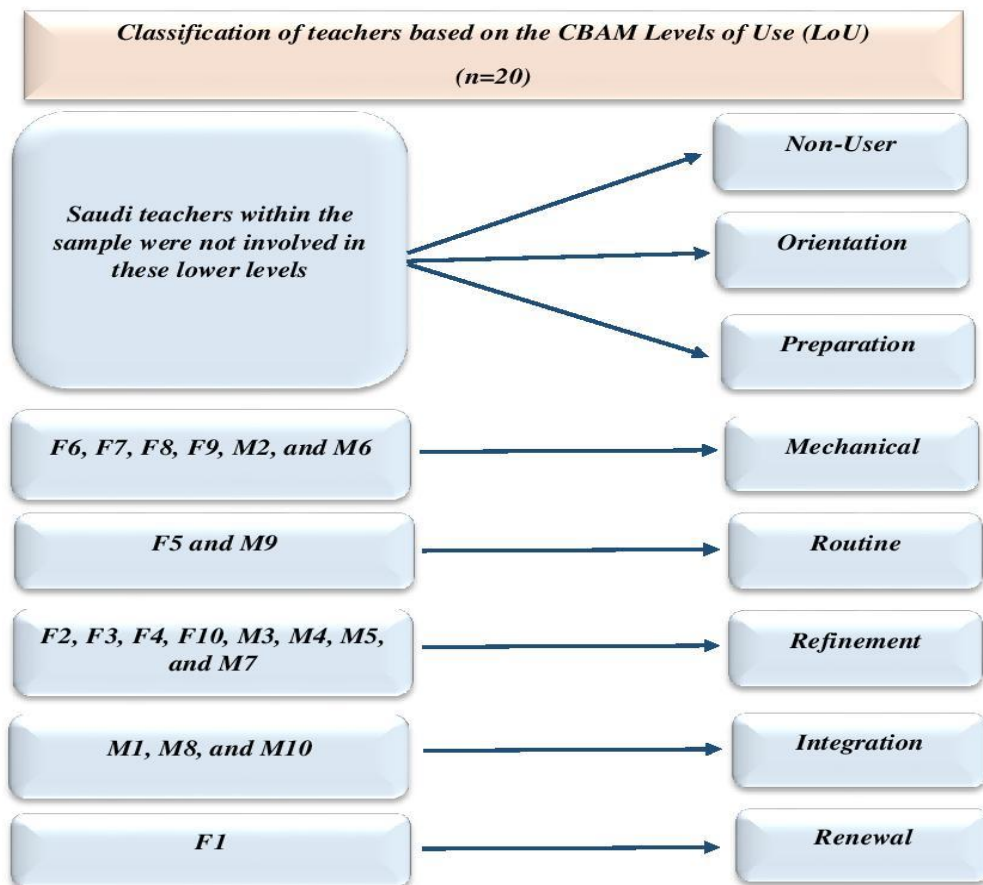 Classification of teachers based on the CBAM Levels of Use (LoU)
(n=20)
Saudi teachers within the
sample were not involved in
these lower levels
Non-User
Orientation
Preparation
F6, F7, F8, F9, M2, and M6
Mechanical
F5 and M9
Routine
F2, F3, F4, F10, M3, M4, M5,
and M7
Refinement
M1, M8, and M10
Integration
F1
Renewal